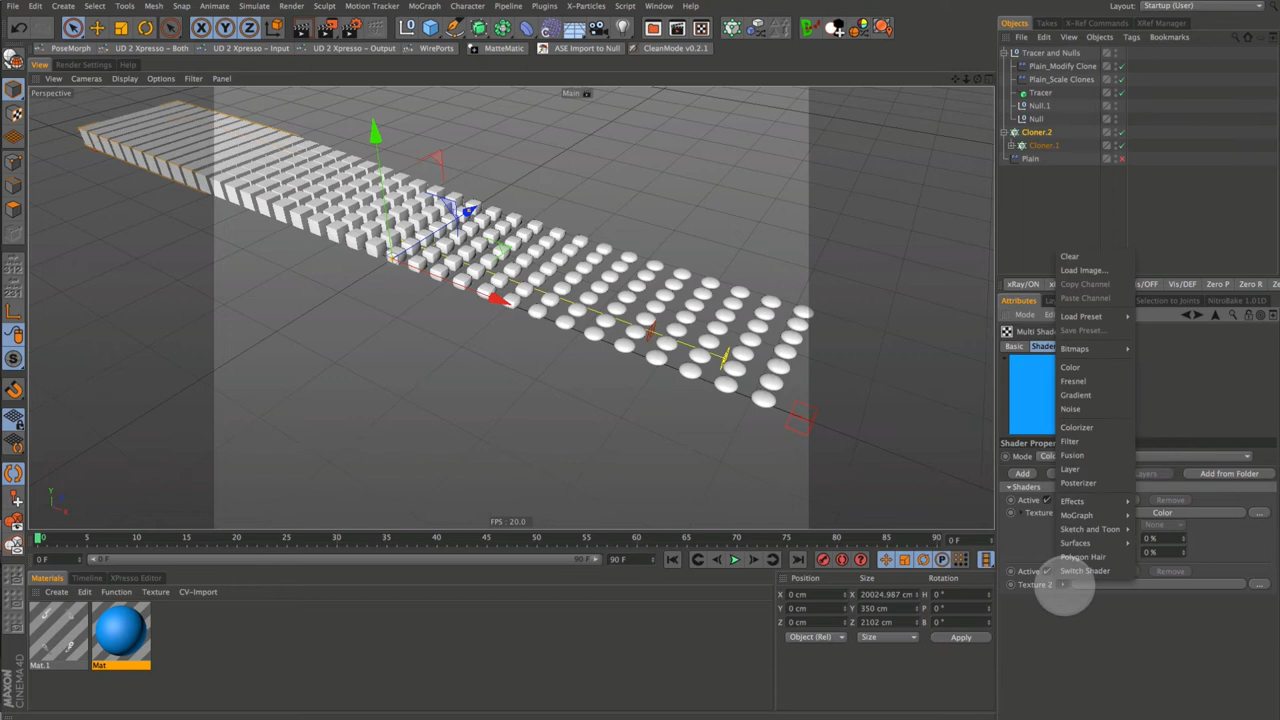 File Edit Create Select Tools Mesh Snap Animate Simulate Render Sculpt Motion Tracker MoGraph Character Pipeline Plugins X-Particles Script Window Help
Layout: Startup (User)
PoseMorph UD 2 Xpresso - Both UD 2 Xpresso - Input UD 2 Xpresso - Output WirePorts MatteMatic ASE Import to Null CleanMode v0.2.1
View Render Settings Help
View Cameras Display Options Filter Panel
Perspective
Main
FPS : 20.0
Objects Takes X-Ref Commands XRef Manager
File Edit View Objects Tags Bookmarks
Tracer and Nulls
Plain_Modify Clone
Plain_Scale Clones
Tracer
Null.1
Null
Cloner.2
Cloner.1
Plain
xRay/ON Vis/DEF Zero P Zero R
Attributes Selection to Joints NitroBake 1.01D
Mode
Basic
Shader Prope
Mode
Add Add from Folder
Shaders
Active Remove
Texture Color
None
0 %
0 %
Active Remove
Texture 2
Clear
Load Image...
Copy Channel
Paste Channel
Load Preset
Save Preset...
Bitmaps
Color
Fresnel
Gradient
Noise
Colorizer
Filter
Fusion
Layer
Posterizer
Effects
MoGraph
Sketch and Toon
Surfaces
Polygon Hair
Switch Shader
0 5 10 15 20 25 30 35 40 45 50 55 60 65 70 75 80 85 90 0 F
0 F 0 F 90 F 90 F
Materials Timeline XPresso Editor
Create Edit Function Texture CV-Import
Mat.1 Mat
Position Size Rotation
X 0 cm X 20024.987 cm H 0 °
Y 0 cm Y 350 cm P 0 °
Z 0 cm Z 2102 cm B 0 °
Object (Rel) Size Apply
MAXON
CINEMA 4D